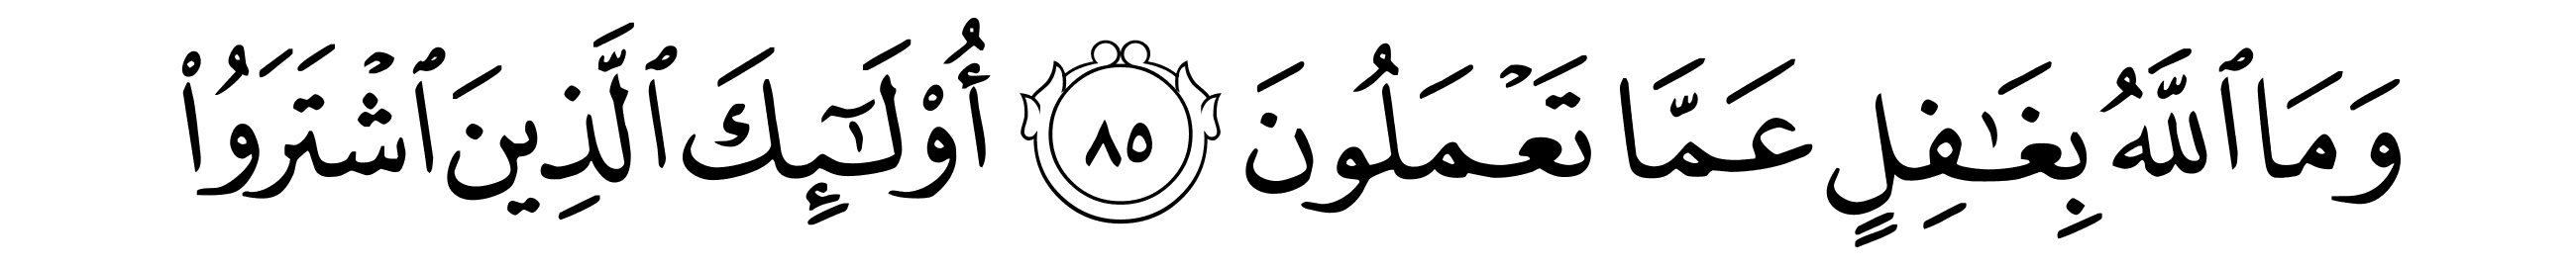 وَمَا ٱللَّهُ بِغَـٰفِلٍ عَمَّا تَعۡمَلُونَ ٨٥ أُوْلَـٰٓئِكَ ٱلَّذِينَ ٱشۡتَرَوُاْ